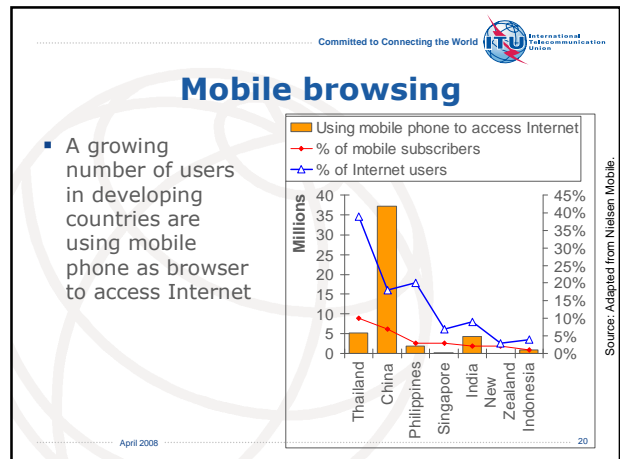 Committed to Connecting the World
International
Telecommunication
Union
ITU
Mobile browsing
▪ A growing
number of users
in developing
countries are
using mobile
phone as browser
to access Internet
Using mobile phone to access Internet
% of mobile subscribers
% of Internet users
Millions
40
35
30
25
20
15
10
5
0
45%
40%
35%
30%
25%
20%
15%
10%
5%
0%
Thailand
China
Philippines
Singapore
India
New
Zealand
Indonesia
Source: Adapted from Nielsen Mobile.
April 2008
20